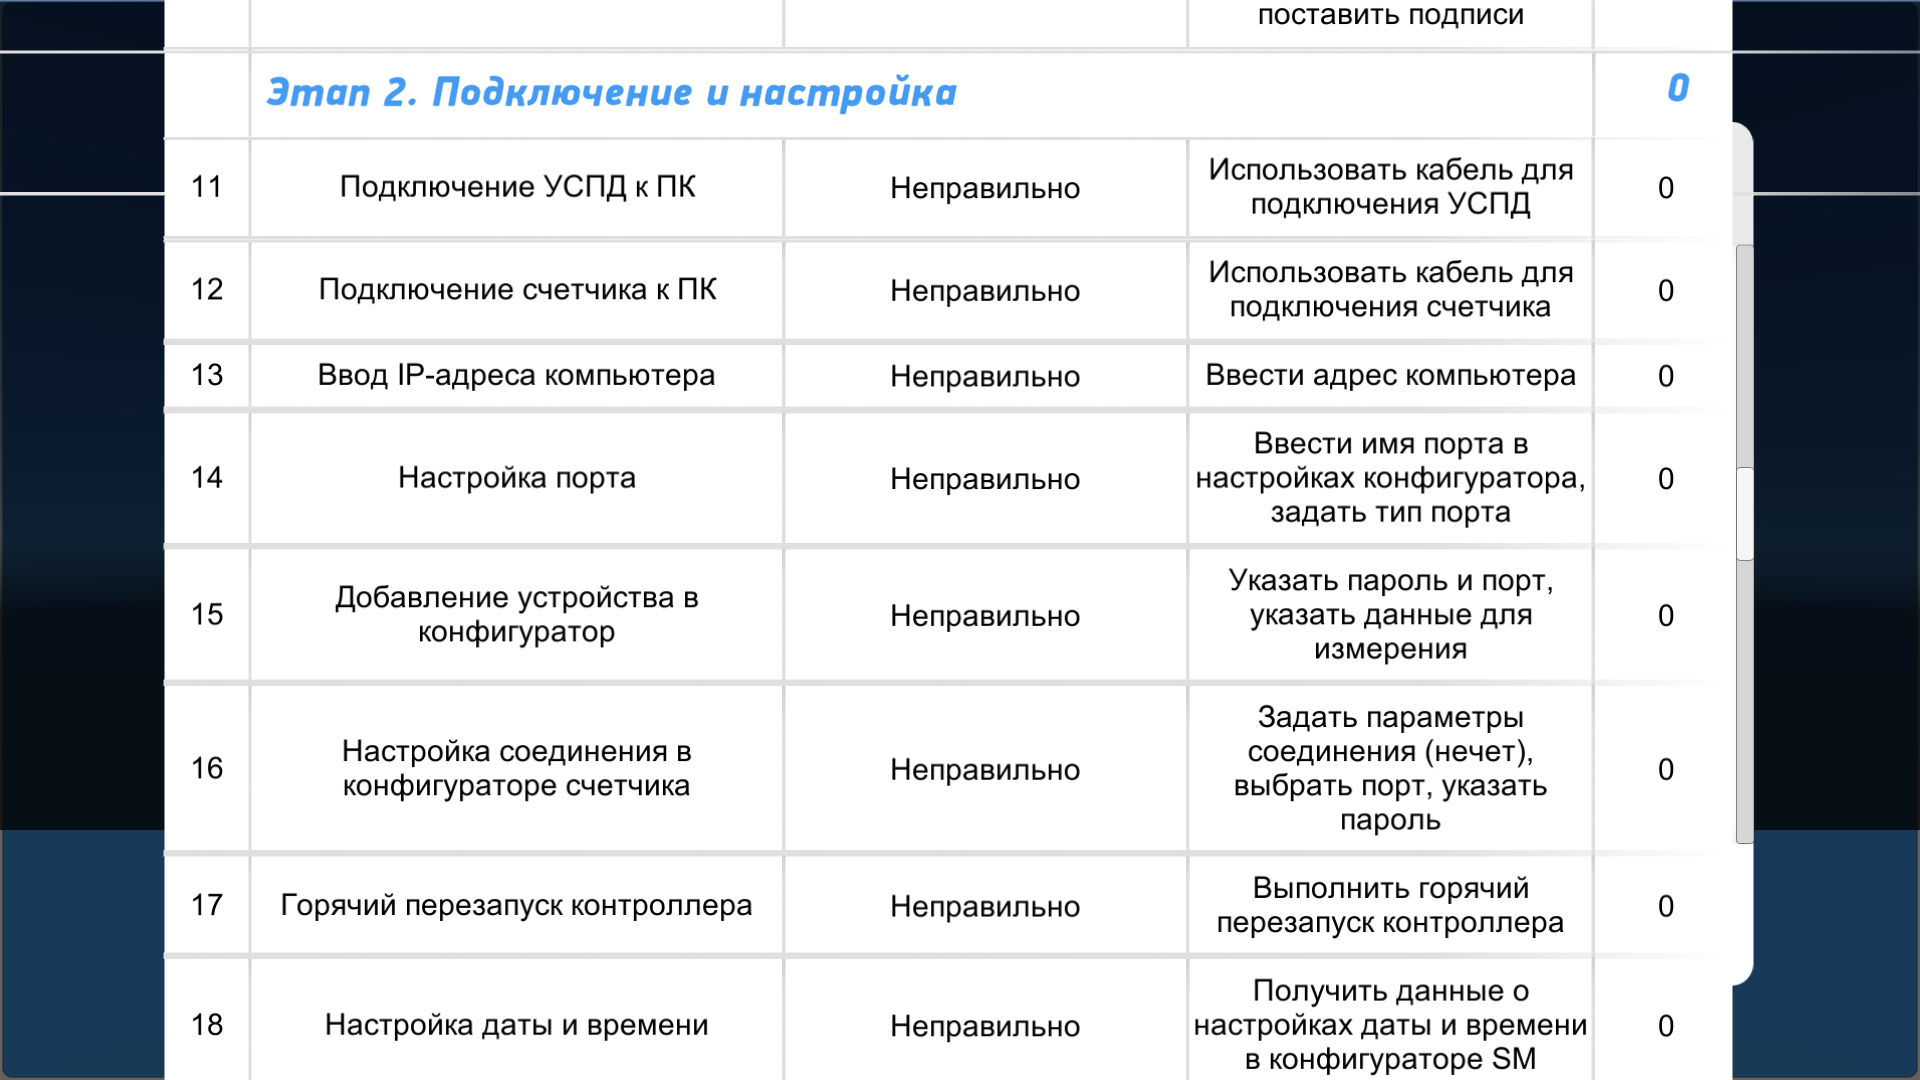 поставить подписи
Этап 2. Подключение и настройка
0
11
Подключение УСПД к ПК
Неправильно
Использовать кабель для
подключения УСПД
0
12
Подключение счетчика к ПК
Неправильно
Использовать кабель для
подключения счетчика
0
13
Ввод IP-адреса компьютера
Неправильно
Ввести адрес компьютера
0
14
Настройка порта
Неправильно
Ввести имя порта в
настройках конфигуратора,
задать тип порта
0
15
Добавление устройства в
конфигуратор
Неправильно
Указать пароль и порт,
указать данные для
измерения
0
16
Настройка соединения в
конфигураторе счетчика
Неправильно
Задать параметры
соединения (нечет),
выбрать порт, указать
пароль
0
17
Горячий перезапуск контроллера
Неправильно
Выполнить горячий
перезапуск контроллера
0
18
Настройка даты и времени
Неправильно
Получить данные о
настройках даты и времени
в конфигураторе SM
0